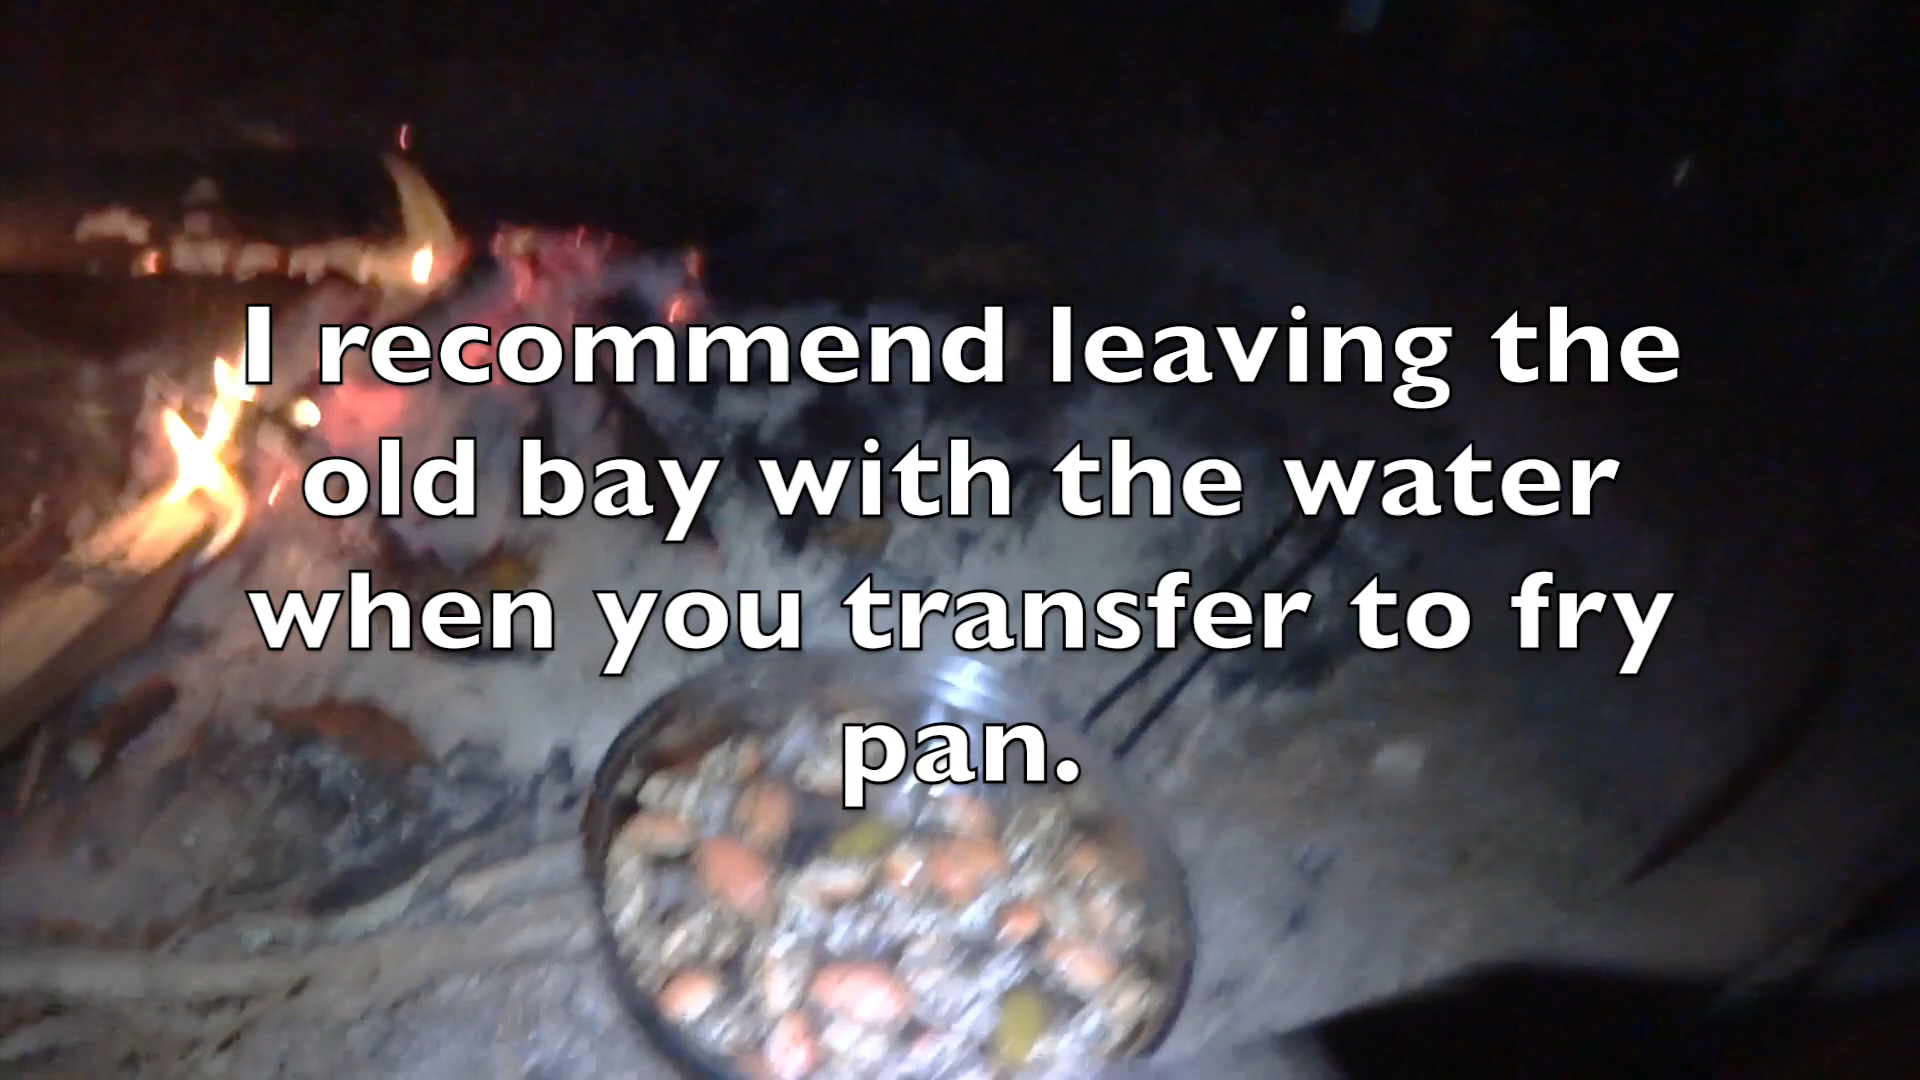 I recommend leaving the
old bay with the water
when you transfer to fry
pan.